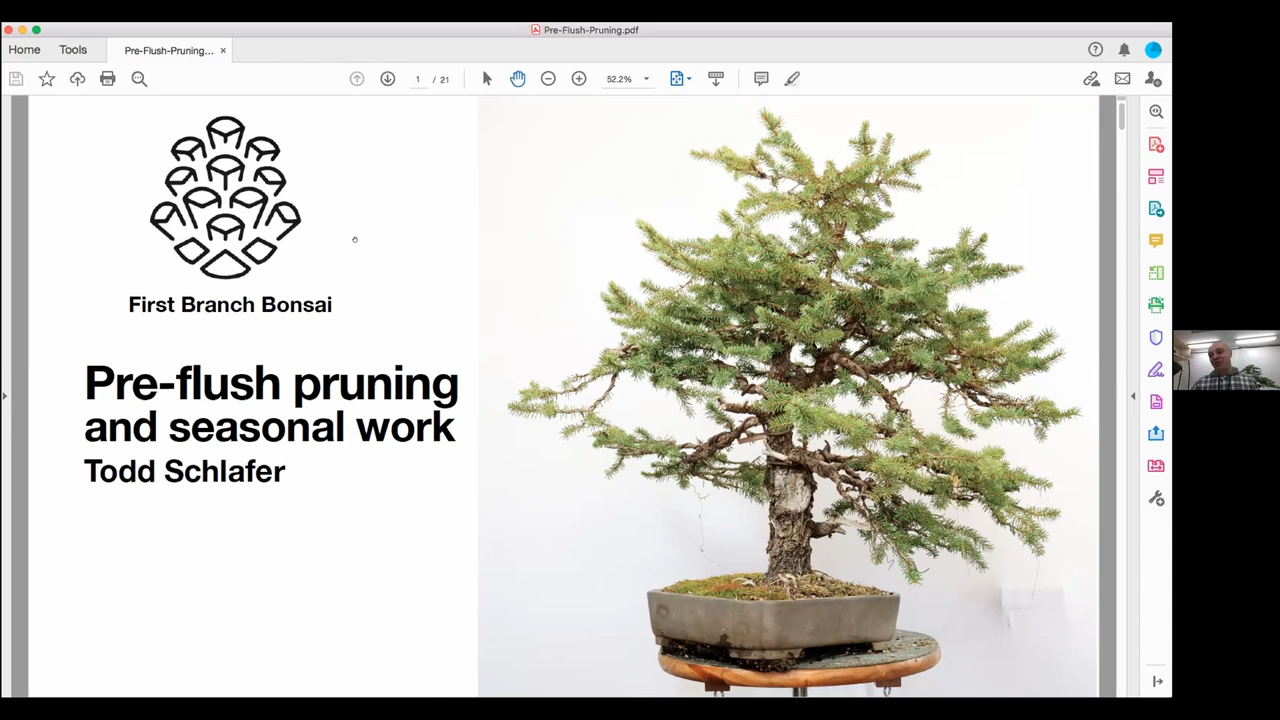 Pre-Flush-Pruning.pdf
Home
Tools
Pre-Flush-Pruning...
1 / 21
52.2%
First Branch Bonsai
Pre-flush pruning
and seasonal work
Todd Schlafer